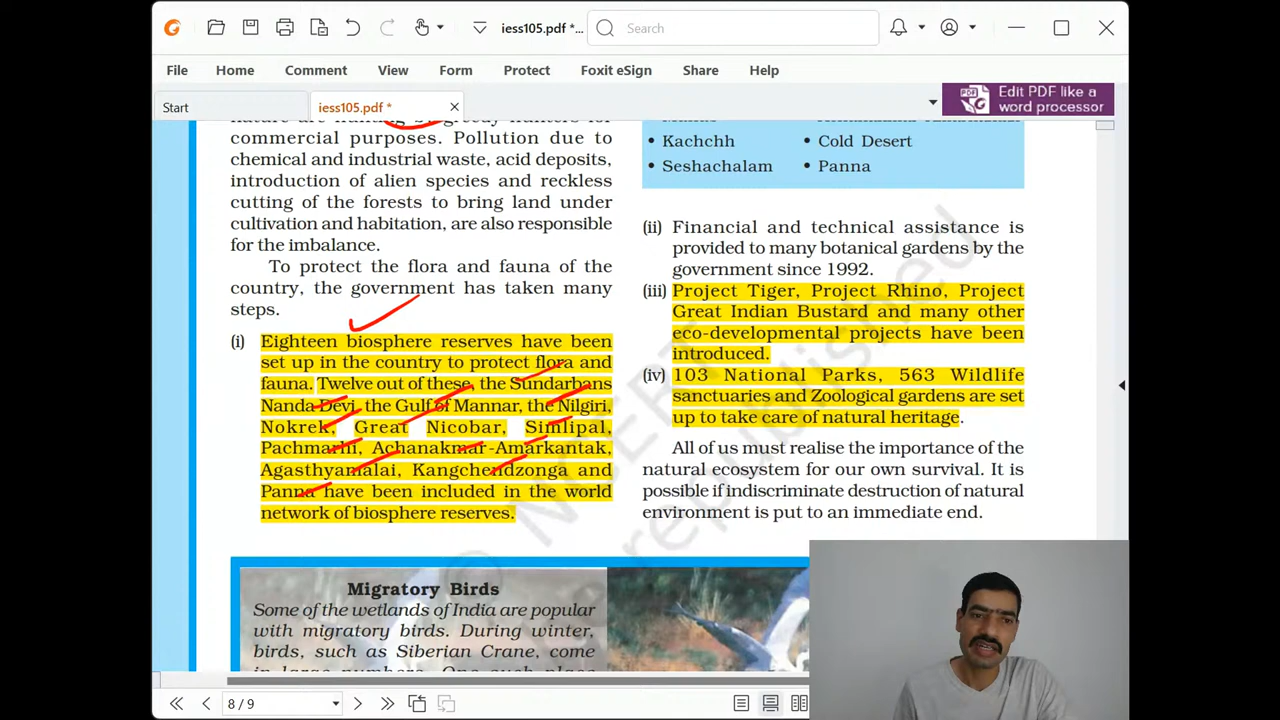 iess105.pdf *...
Search
File Home Comment View Form Protect Foxit eSign Share Help
Start
iess105.pdf *
Edit PDF like a
word processor
commercial purposes. Pollution due to
chemical and industrial waste, acid deposits,
introduction of alien species and reckless
cutting of the forests to bring land under
cultivation and habitation, are also responsible
for the imbalance.
To protect the flora and fauna of the
country, the government has taken many
steps.
(i) Eighteen biosphere reserves have been
set up in the country to protect flora and
fauna. Twelve out of these, the Sundarbans
Nanda Devi, the Gulf of Mannar, the Nilgiri,
Nokrek, Great Nicobar, Simlipal,
Pachmarhi, Achanakmar-Amarkantak,
Agasthyamalai, Kangchendzonga and
Panna have been included in the world
network of biosphere reserves.
• Kachchh • Cold Desert
• Seshachalam • Panna
(ii) Financial and technical assistance is
provided to many botanical gardens by the
government since 1992.
(iii) Project Tiger, Project Rhino, Project
Great Indian Bustard and many other
eco-developmental projects have been
introduced.
(iv) 103 National Parks, 563 Wildlife
sanctuaries and Zoological gardens are set
up to take care of natural heritage.
All of us must realise the importance of the
natural ecosystem for our own survival. It is
possible if indiscriminate destruction of natural
environment is put to an immediate end.
Migratory Birds
Some of the wetlands of India are popular
with migratory birds. During winter,
birds, such as Siberian Crane, come
© NCERT
republished
8 / 9